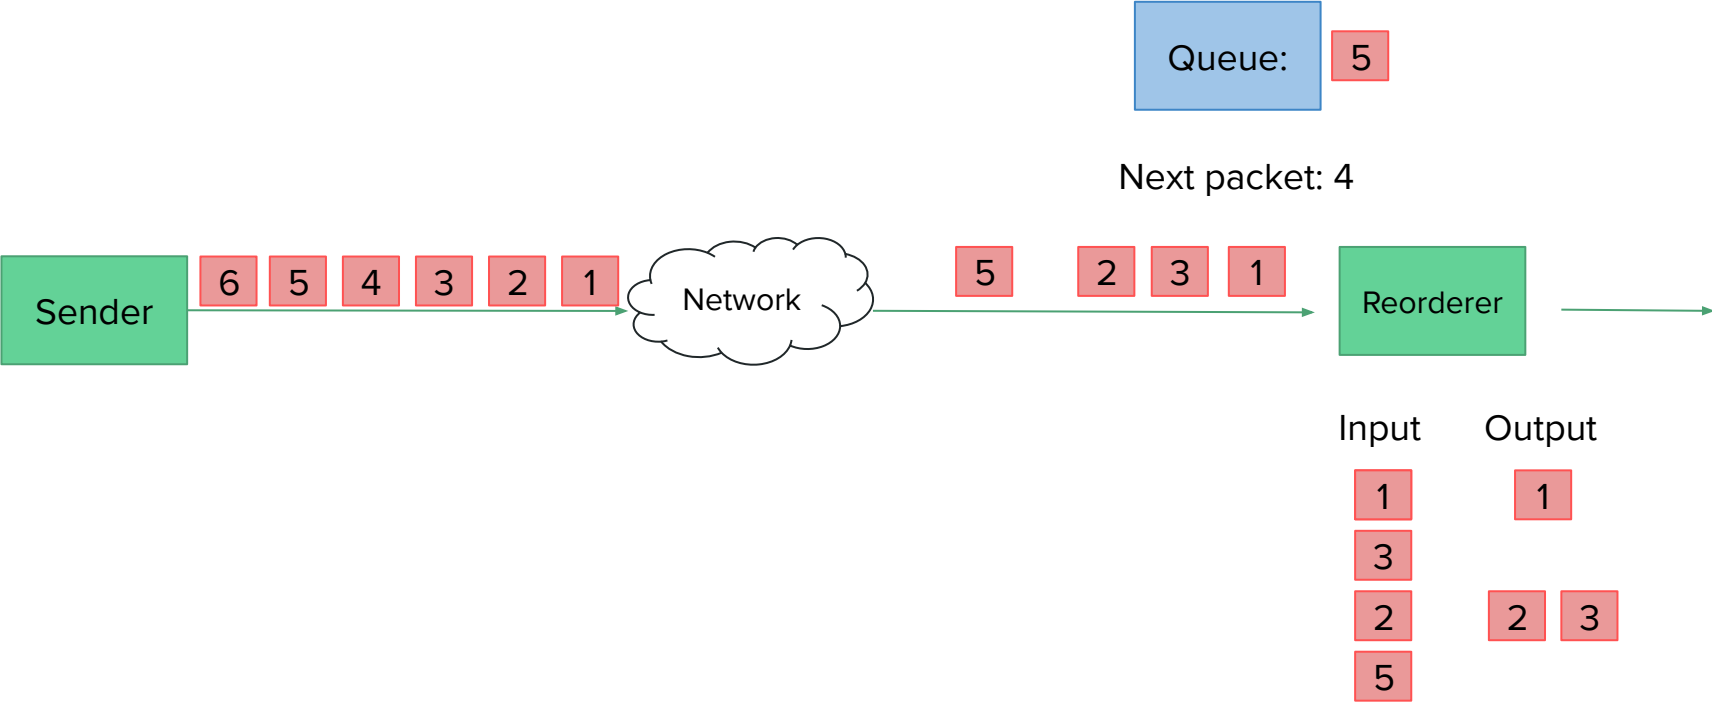 Queue: 5
Next packet: 4
6 5 4 3 2 1
5 2 3 1
Sender
Network
Reorderer
Input Output
1 1
3
2 2 3
5